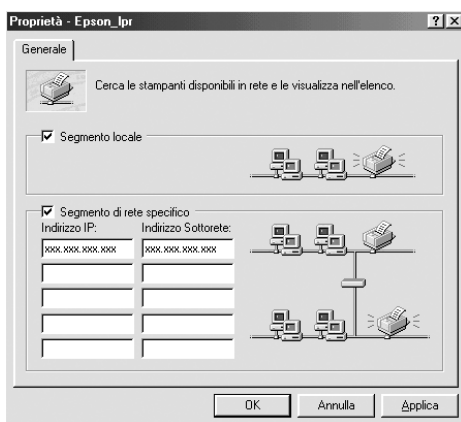 Proprietà - Epson_lpr
Generale
Cerca le stampanti disponibili in rete e le visualizza nell'elenco.
Segmento locale
Segmento di rete specifico
Indirizzo IP: Indirizzo Sottorete:
xxx.xxx.xxx.xxx xxx.xxx.xxx.xxx
OK Annulla Applica